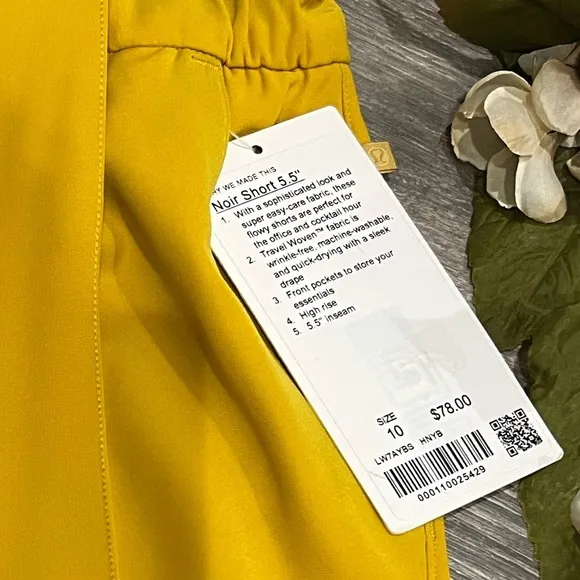 WE MADE THIS
Noir Short 5.5"
1. With a sophisticated look and
super easy-care fabric, these
flowy shorts are perfect for
the office and cocktail hour
2. Travel Woven™ fabric is
wrinkle-free, machine-washable,
and quick-drying with a sleek
drape
3. Front pockets to store your
essentials
4. High rise
5. 5.5" inseam
SIZE
10 $78.00
LW7AYBS HNYB
000110025429